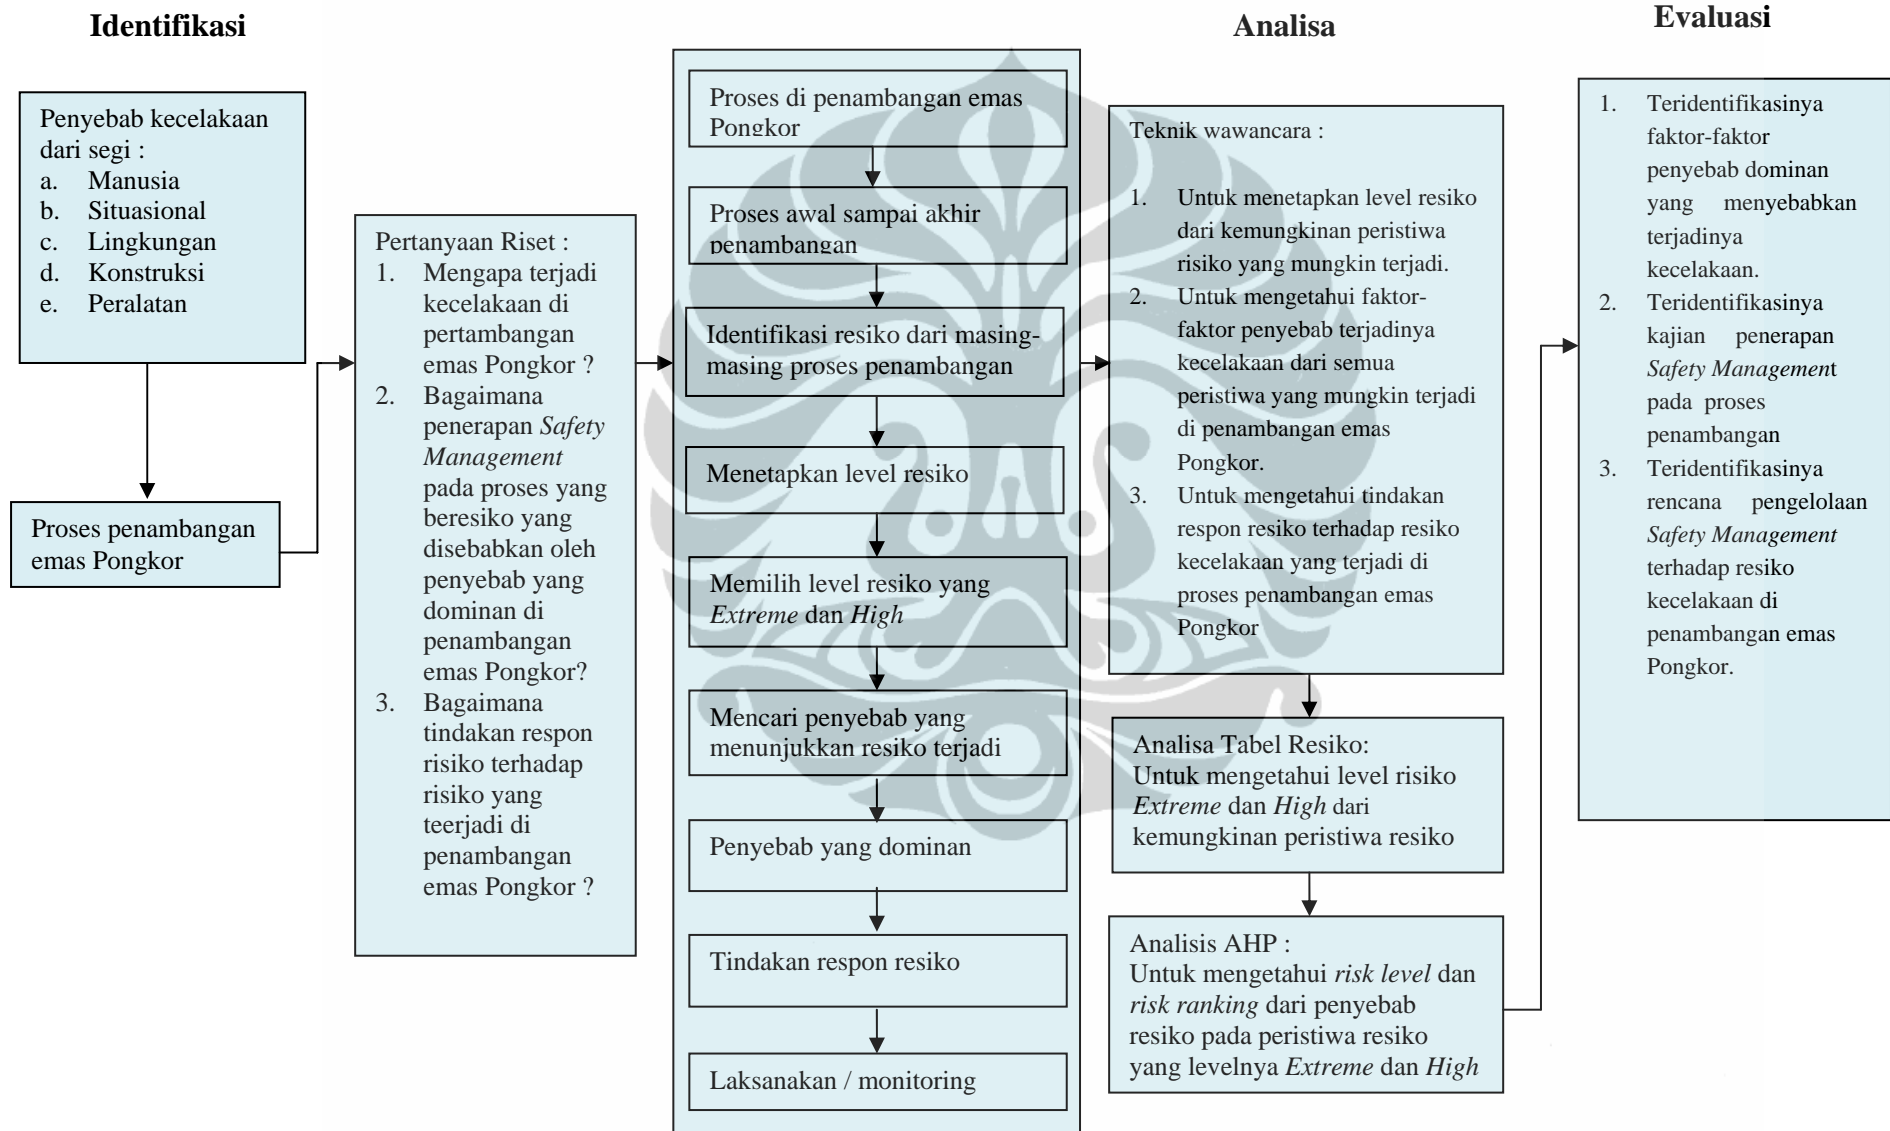 Identifikasi
Analisa
Evaluasi
Penyebab kecelakaan
dari segi :
a. Manusia
b. Situasional
c. Lingkungan
d. Konstruksi
e. Peralatan
Proses penambangan
emas Pongkor
Pertanyaan Riset :
1. Mengapa terjadi
kecelakaan di
pertambangan
emas Pongkor ?
2. Bagaimana
penerapan Safety
Management
pada proses yang
beresiko yang
disebabkan oleh
penyebab yang
dominan di
penambangan
emas Pongkor?
3. Bagaimana
tindakan respon
risiko terhadap
risiko yang
teerjadi di
penambangan
emas Pongkor ?
Proses di penambangan emas
Pongkor
Proses awal sampai akhir
penambangan
Identifikasi resiko dari masing-
masing proses penambangan
Menetapkan level resiko
Memilih level resiko yang
Extreme dan High
Mencari penyebab yang
menunjukkan resiko terjadi
Penyebab yang dominan
Tindakan respon resiko
Laksanakan / monitoring
Teknik wawancara :
1. Untuk menetapkan level resiko
dari kemungkinan peristiwa
risiko yang mungkin terjadi.
2. Untuk mengetahui faktor-
faktor penyebab terjadinya
kecelakaan dari semua
peristiwa yang mungkin terjadi
di penambangan emas
Pongkor.
3. Untuk mengetahui tindakan
respon resiko terhadap resiko
kecelakaan yang terjadi di
proses penambangan emas
Pongkor
Analisa Tabel Resiko:
Untuk mengetahui level risiko
Extreme dan High dari
kemungkinan peristiwa resiko
Analisis AHP :
Untuk mengetahui risk level dan
risk ranking dari penyebab
resiko pada peristiwa resiko
yang levelnya Extreme dan High
1. Teridentifikasinya
faktor-faktor
penyebab dominan
yang menyebabkan
terjadinya
kecelakaan.
2. Teridentifikasinya
kajian penerapan
Safety Management
pada proses
penambangan
3. Teridentifikasinya
rencana pengelolaan
Safety Management
terhadap resiko
kecelakaan di
penambangan emas
Pongkor.